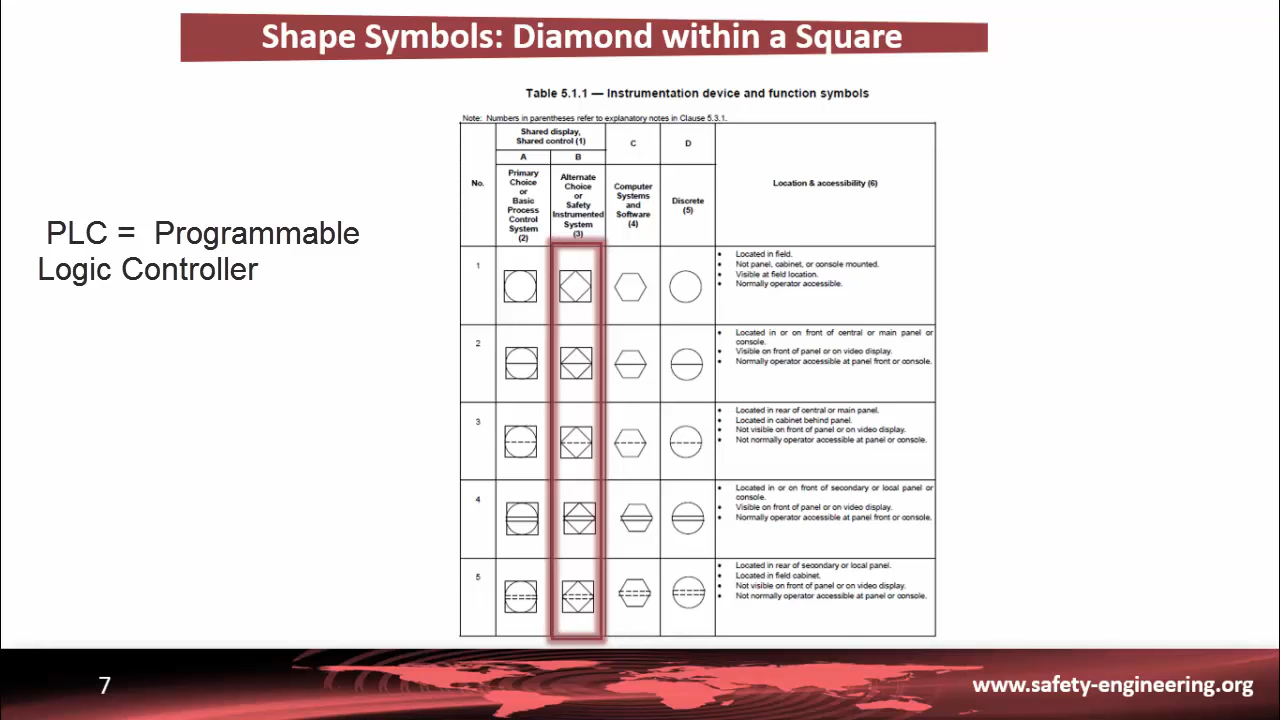 Shape Symbols: Diamond within a Square
PLC = Programmable
Logic Controller
Table 5.1.1 — Instrumentation device and function symbols
Note: Numbers in parentheses refer to explanatory notes in Clause 5.3.1.
No.
Shared display,
Shared control (1)
A
B
C
D
Primary
Choice
or
Basic
Process
Control
System
(2)
Alternate
Choice
or
Safety
Instrumented
System
(3)
Computer
Systems
and
Software
(4)
Discrete
(5)
Location & accessibility (6)
1
• Located in field.
• Not panel, cabinet, or console mounted.
• Visible at field location.
• Normally operator accessible.
2
• Located in or on front of central or main panel or
console.
• Visible on front of panel or on video display.
• Normally operator accessible at panel front or console.
3
• Located in rear of central or main panel.
• Located in cabinet behind panel.
• Not visible on front of panel or on video display.
• Not normally operator accessible at panel or console.
4
• Located in or on front of secondary or local panel or
console.
• Visible on front of panel or on video display.
• Normally operator accessible at panel front or console.
5
• Located in rear of secondary or local panel.
• Located in field cabinet.
• Not visible on front of panel or on video display.
• Not normally operator accessible at panel or console.
7
www.safety-engineering.org